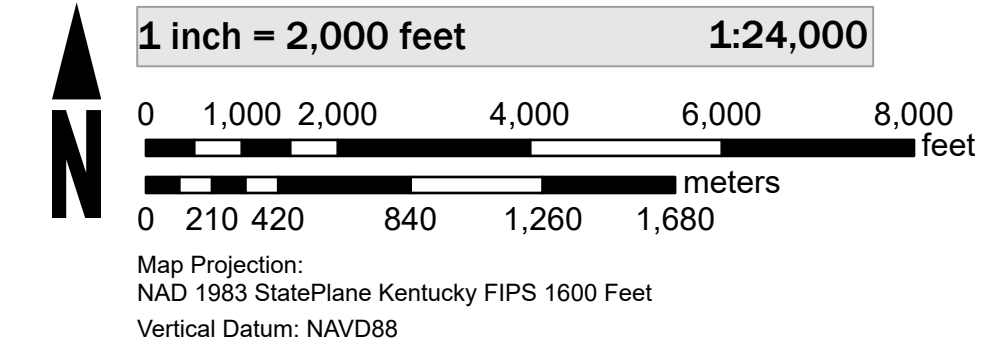 1 inch = 2,000 feet 1:24,000
0 1,000 2,000 4,000 6,000 8,000
feet
meters
0 210 420 840 1,260 1,680
N
Map Projection:
NAD 1983 StatePlane Kentucky FIPS 1600 Feet
Vertical Datum: NAVD88